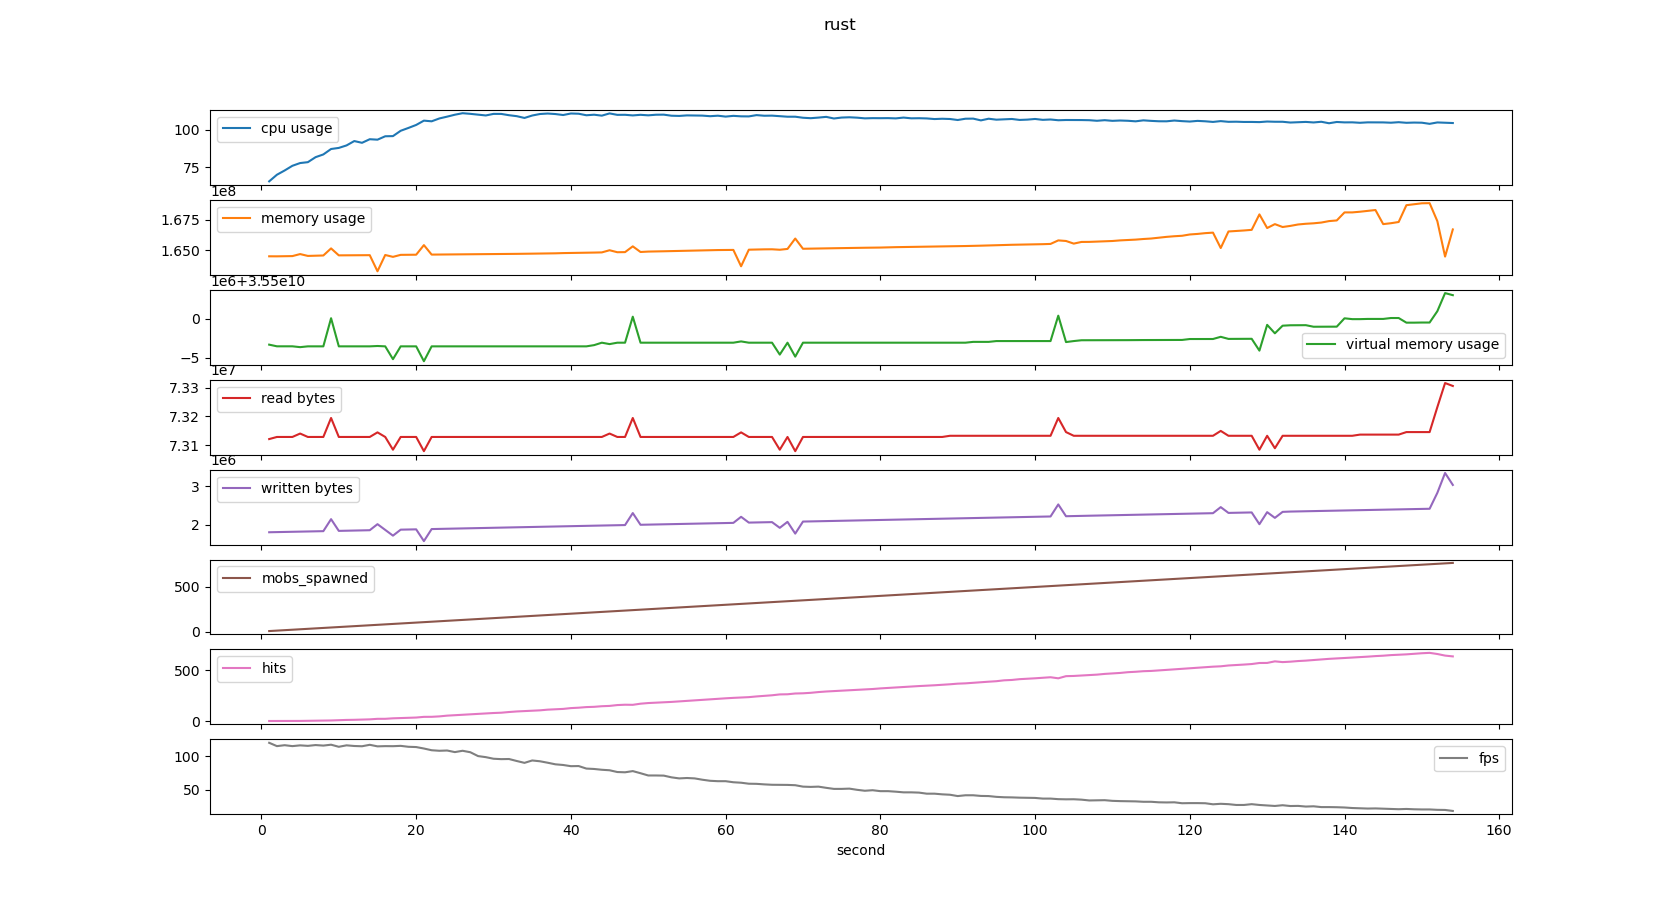 rust
cpu usage
100
75
1e8
memory usage
1.675
1.650
1e6+3.55e10
0
−5
virtual memory usage
1e7
7.33
read bytes
7.32
7.31
1e6
3
written bytes
2
mobs_spawned
500
0
hits
500
0
100
fps
50
0 20 40 60 80 100 120 140 160
second